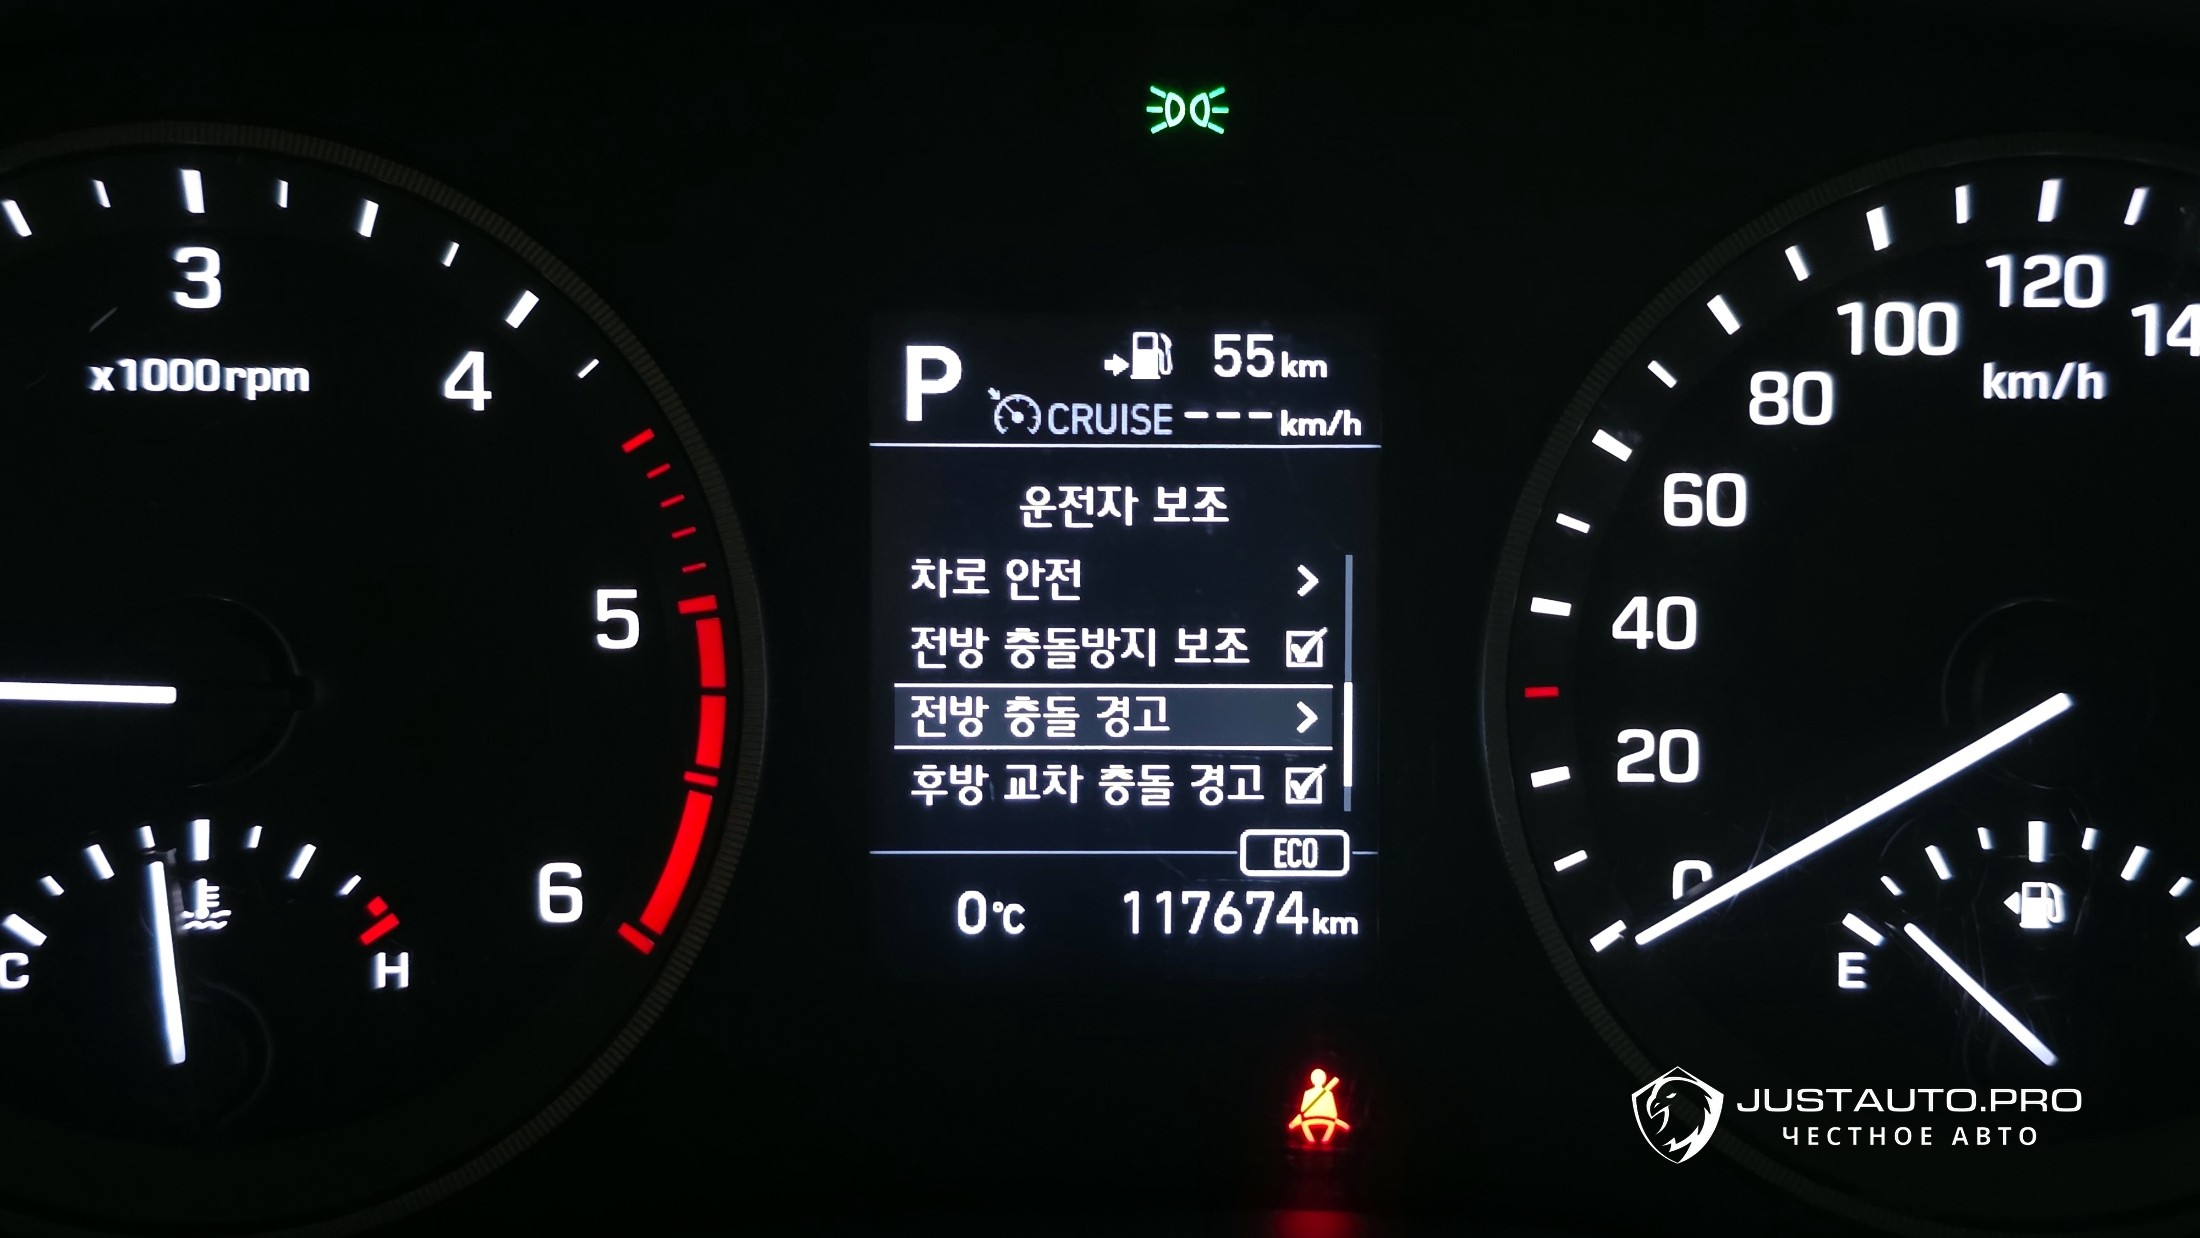 3
x1000rpm
4
5
6
C
H
P
55km
CRUISE ---km/h
운전자 보조
차로 안전
전방 충돌방지 보조
전방 충돌 경고
후방 교차 충돌 경고
ECO
0°C
117674km
0
20
40
60
80
100
120
km/h
E
JUSTAUTO.PRO
ЧЕСТНОЕ АВТО